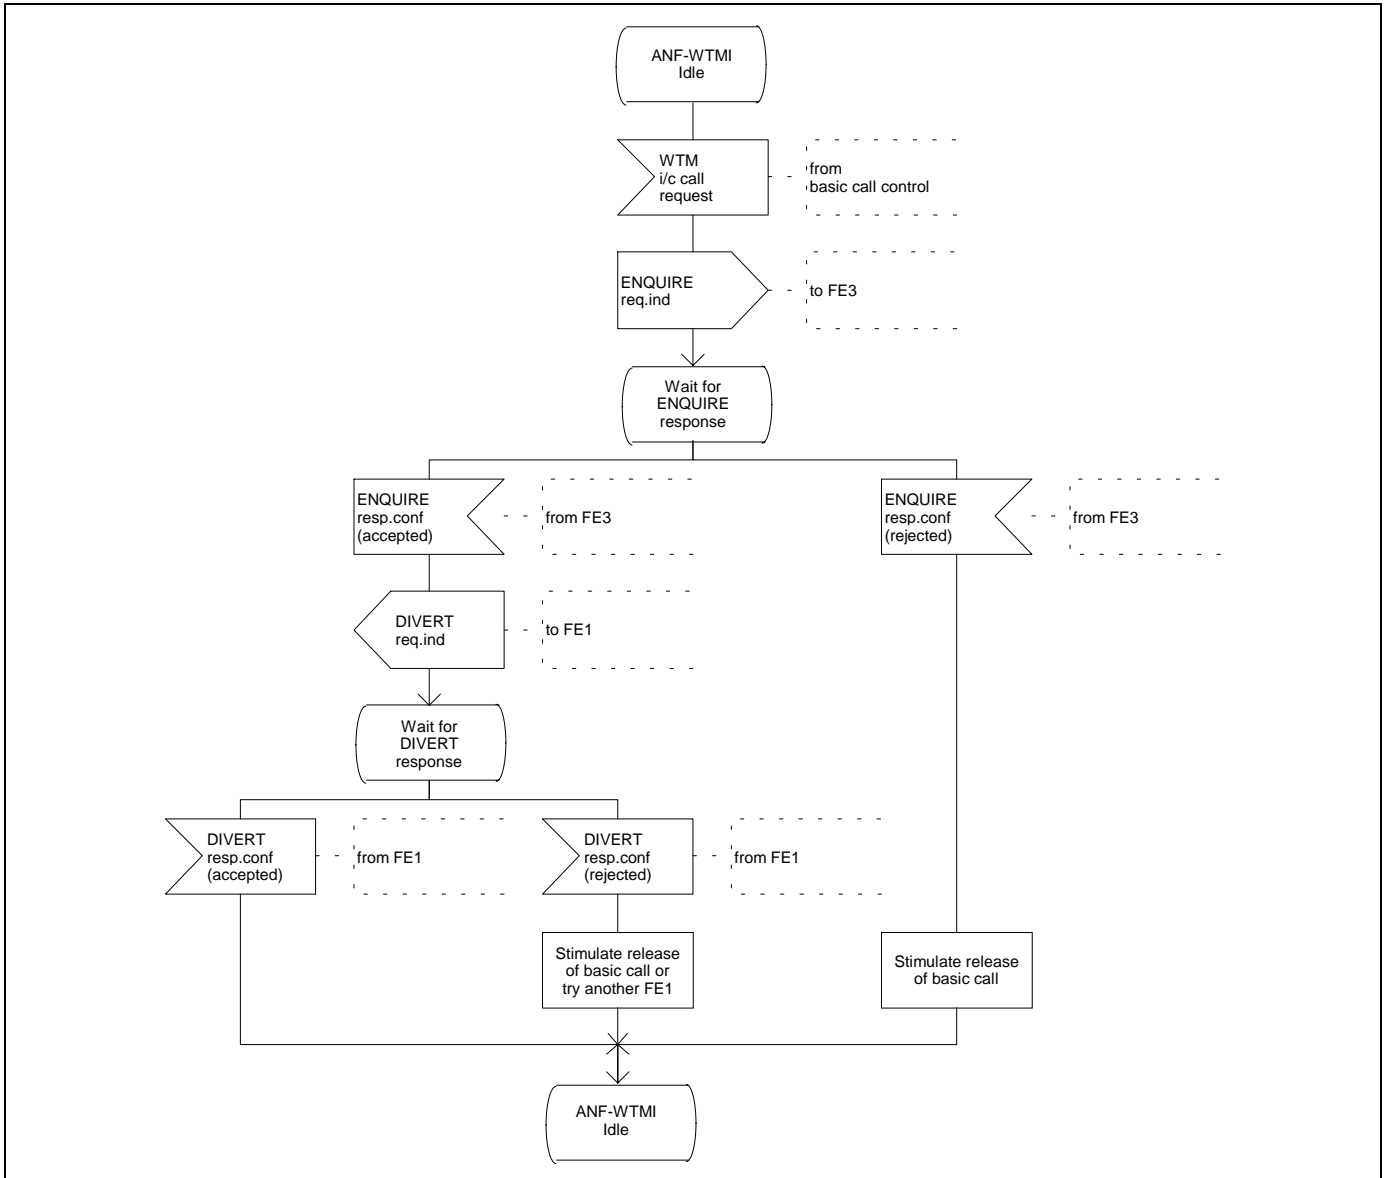 ANF-WTMI
Idle
WTM
i/c call
request
from
basic call control
ENQUIRE
req.ind
to FE3
Wait for
ENQUIRE
response
ENQUIRE
resp.conf
(accepted)
from FE3
ENQUIRE
resp.conf
(rejected)
from FE3
DIVERT
req.ind
to FE1
Wait for
DIVERT
response
DIVERT
resp.conf
(accepted)
from FE1
DIVERT
resp.conf
(rejected)
from FE1
Stimulate release
of basic call or
try another FE1
Stimulate release
of basic call
ANF-WTMI
Idle